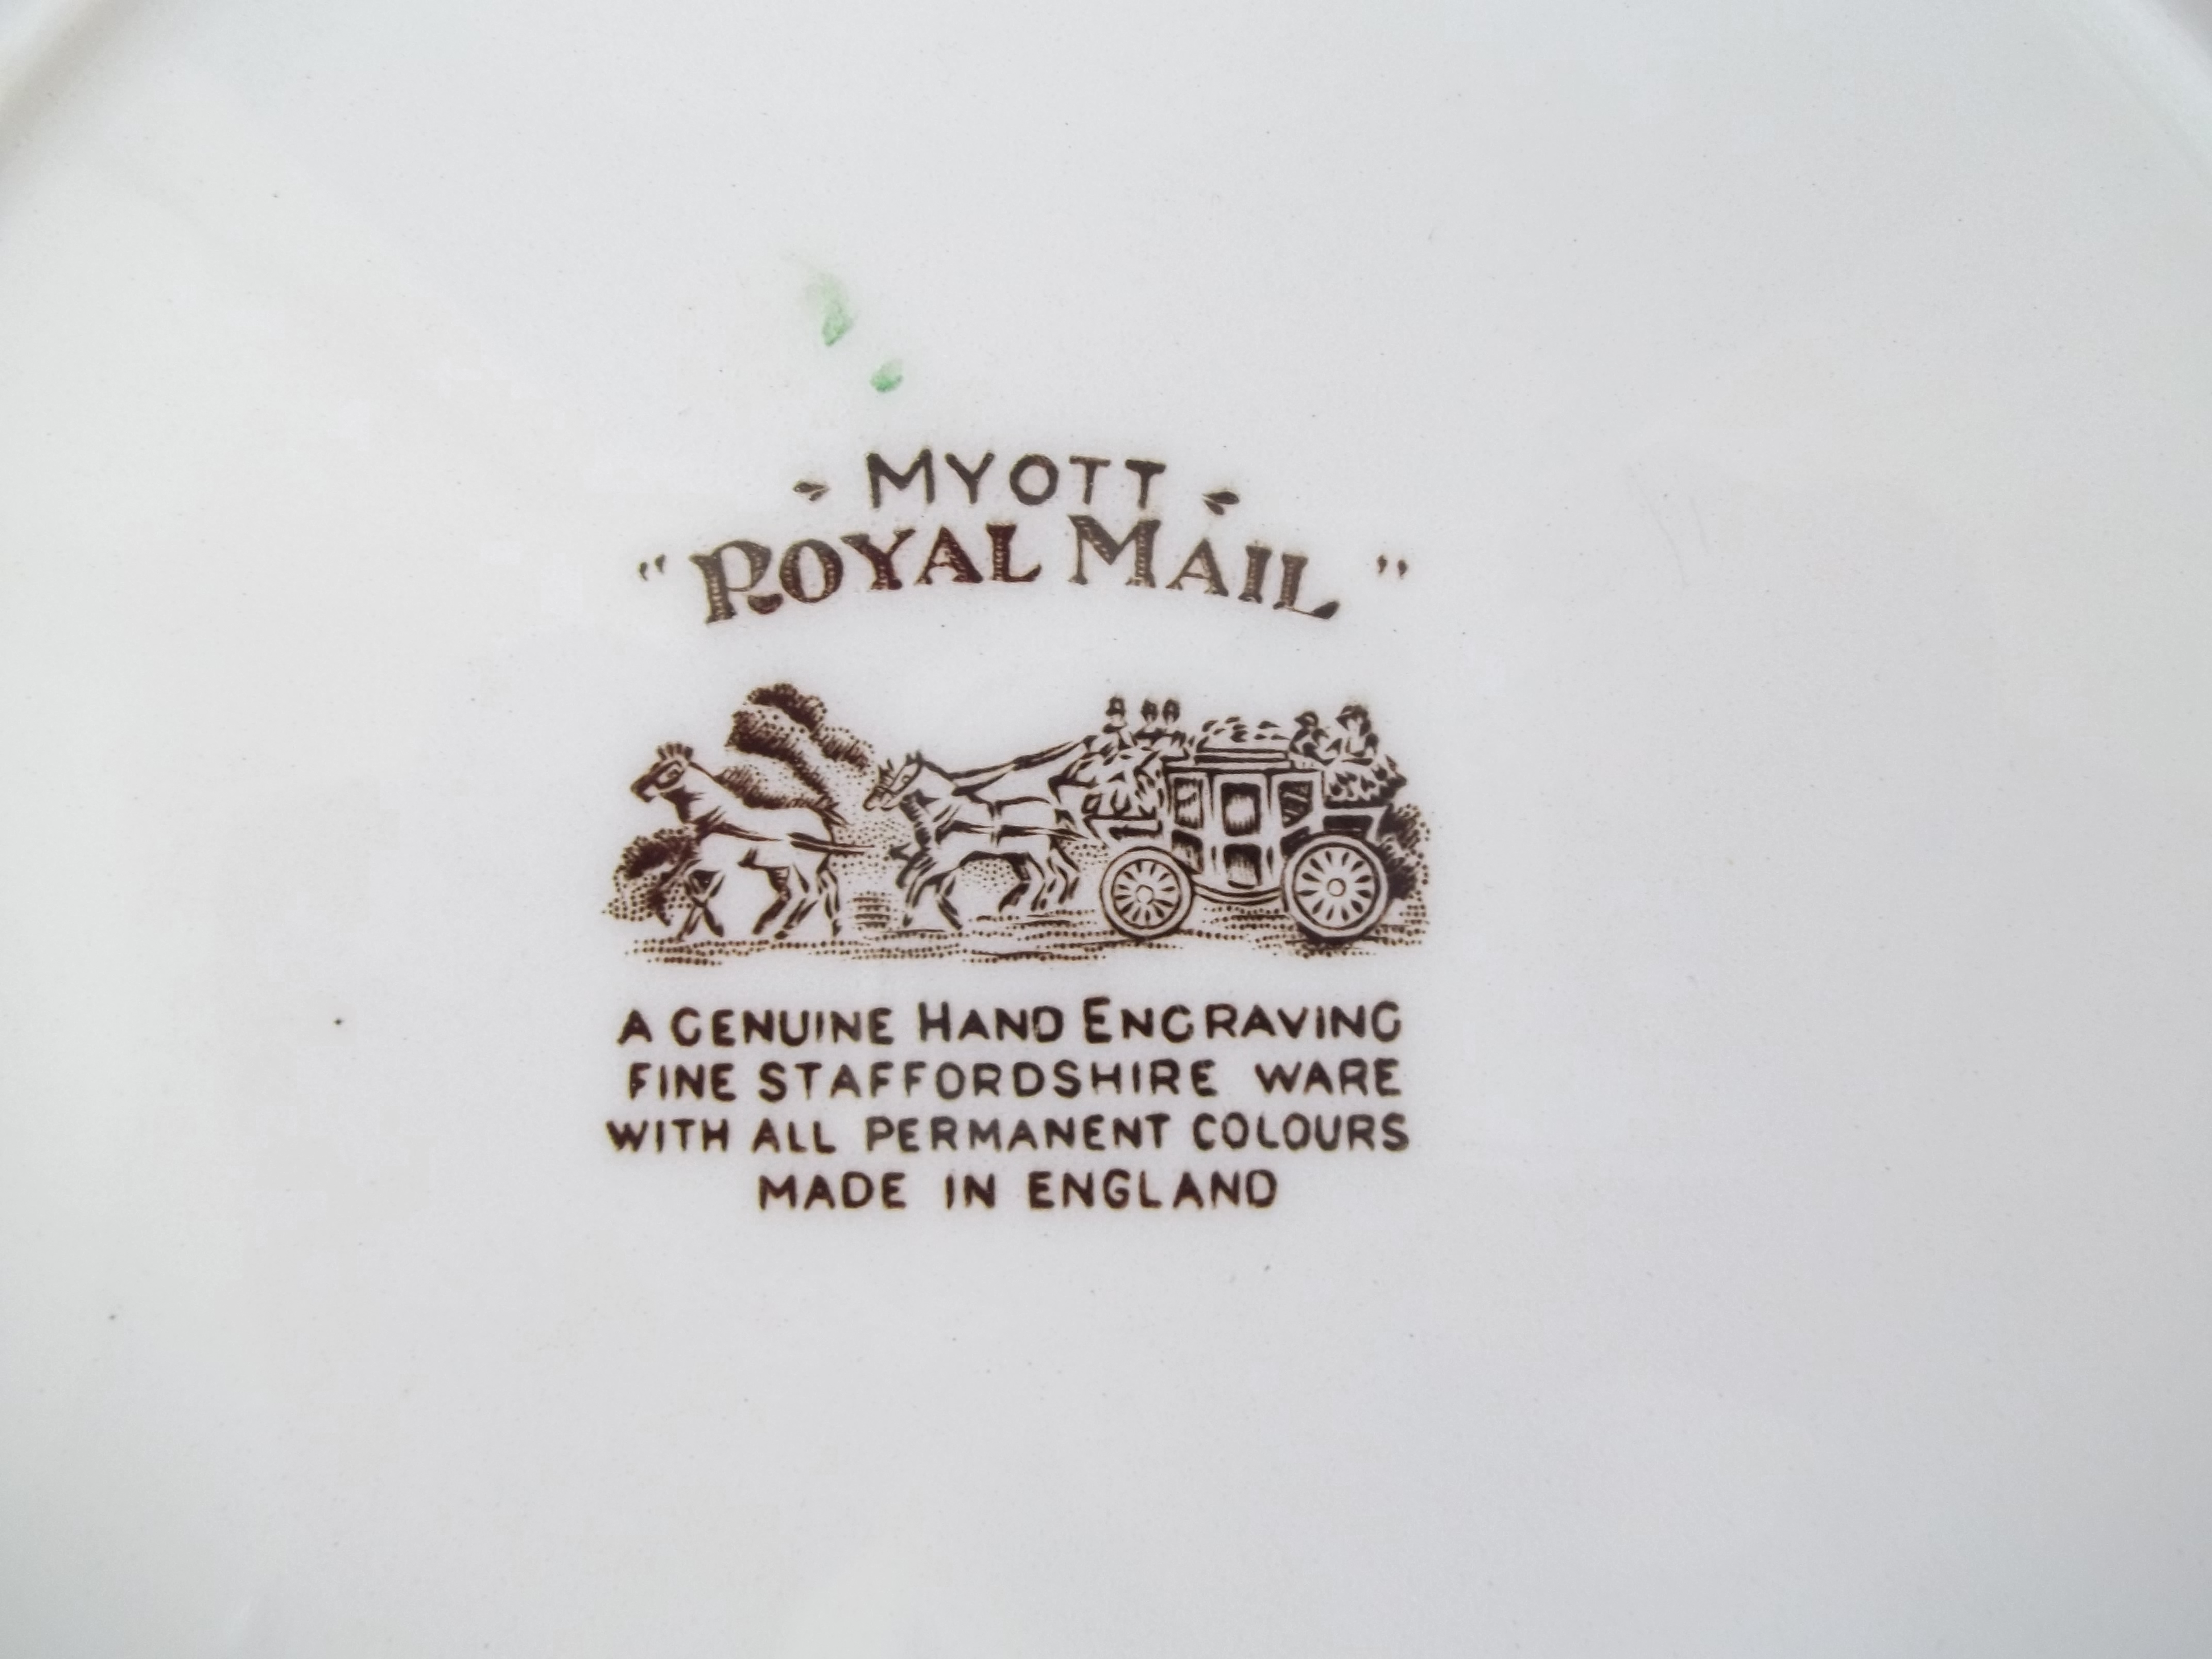 MYOTT
"ROYAL MAIL"
A GENUINE HAND ENGRAVING
FINE STAFFORDSHIRE WARE
WITH ALL PERMANENT COLOURS
MADE IN ENGLAND